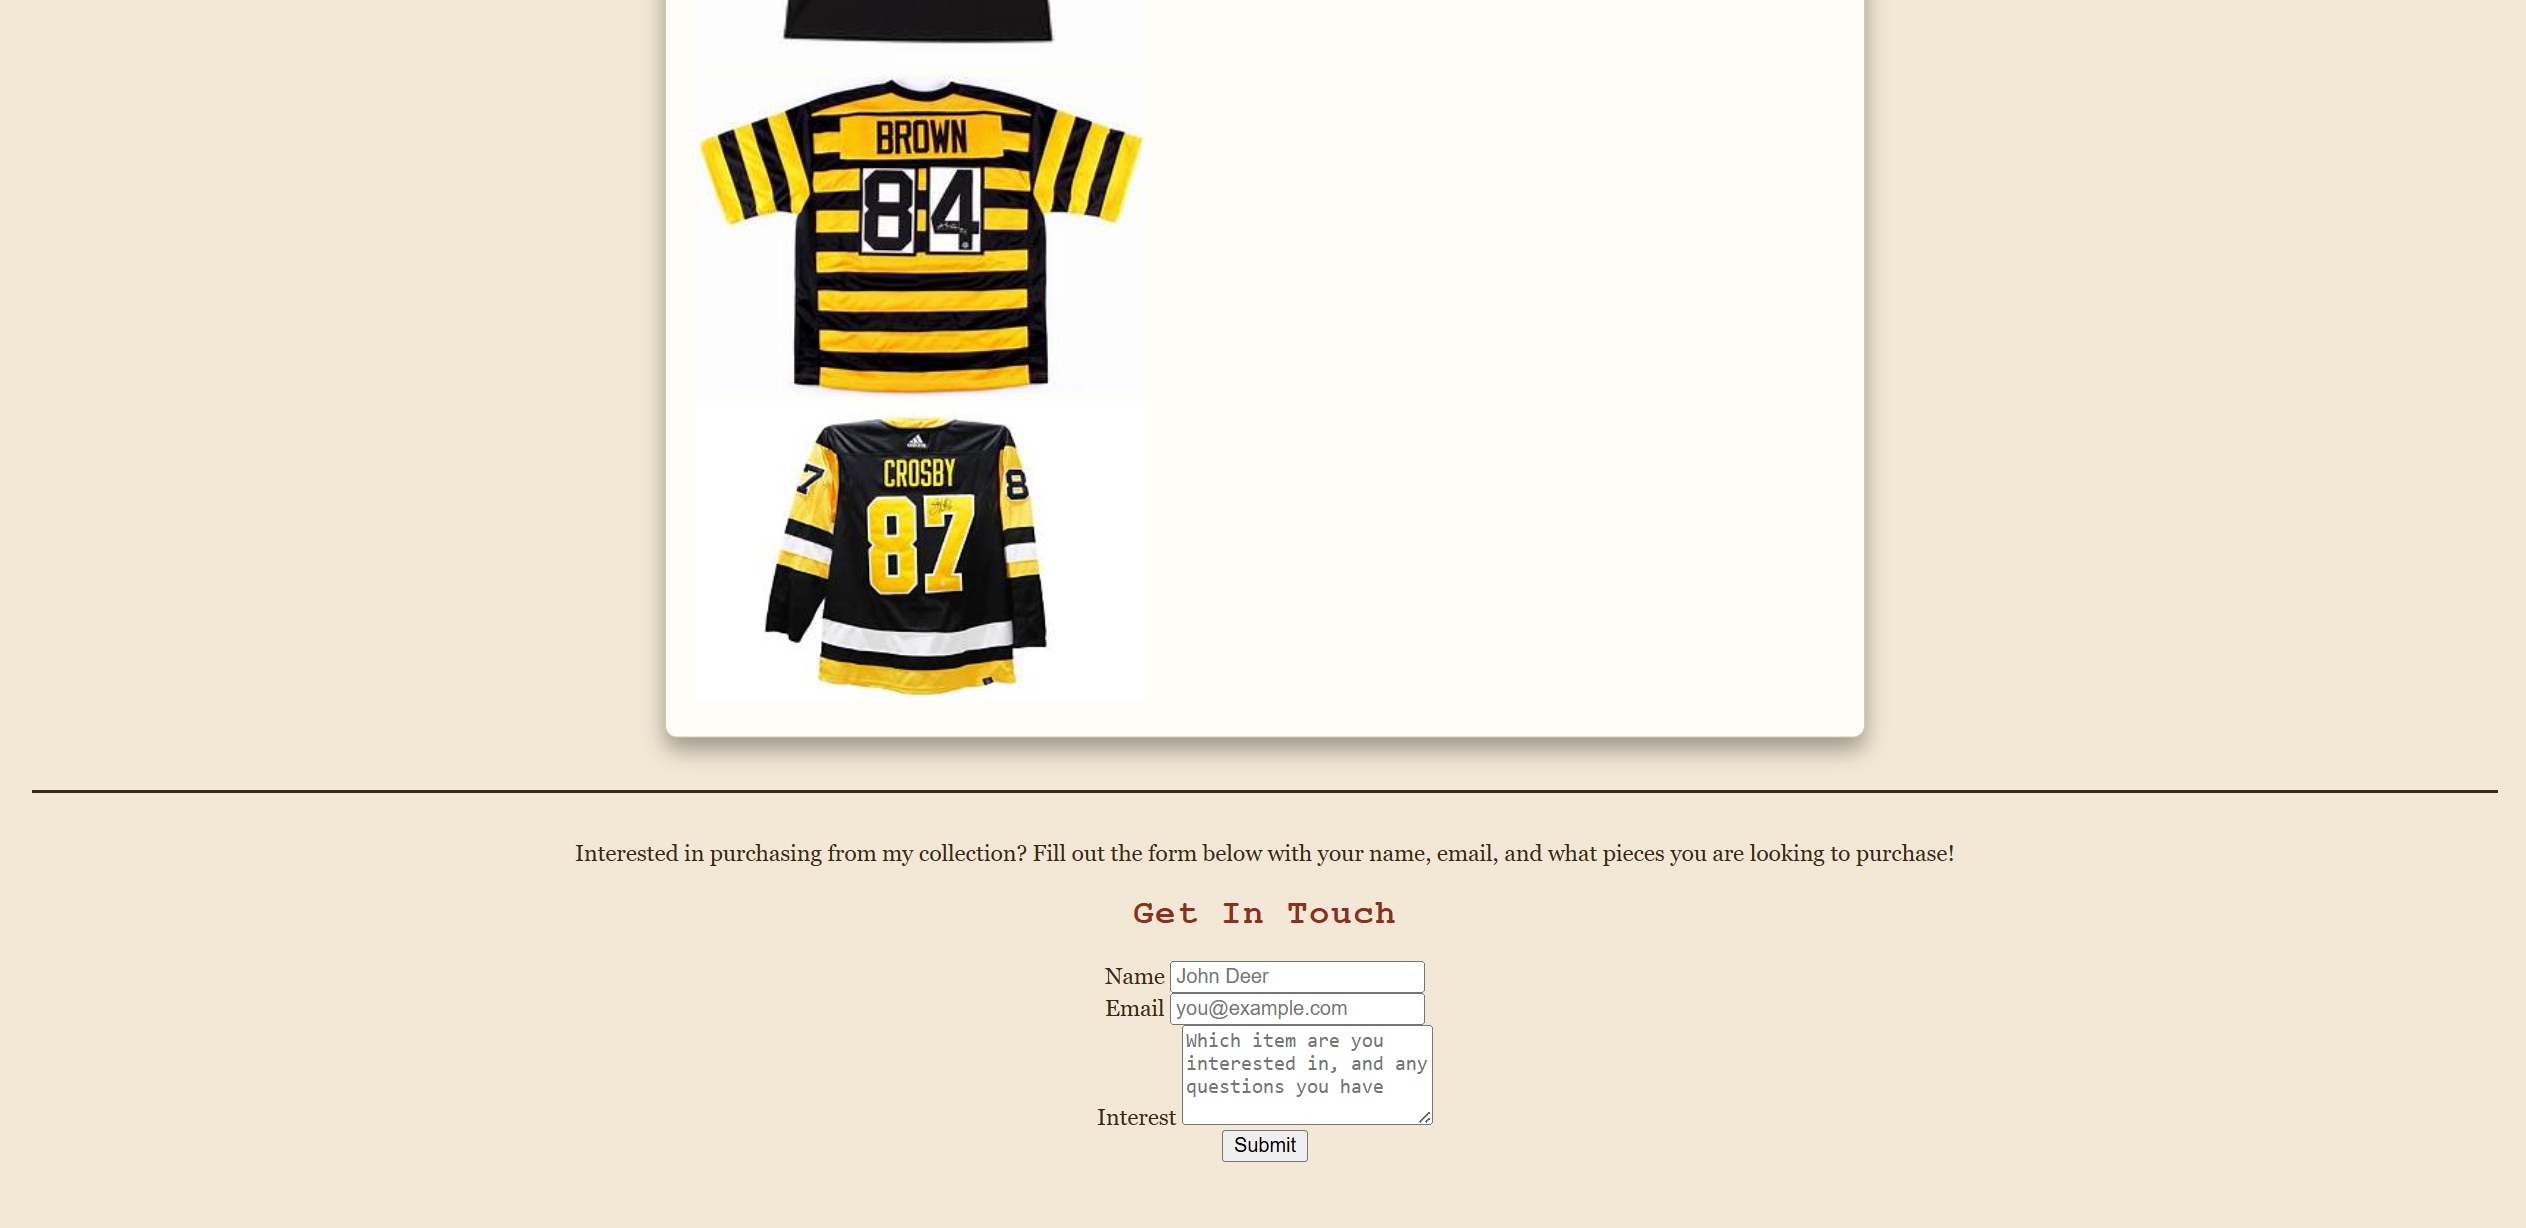 BROWN
84
CROSBY
7
8
87
Interested in purchasing from my collection? Fill out the form below with your name, email, and what pieces you are looking to purchase!
Get In Touch
Name John Deer
Email you@example.com
Which item are you
interested in, and any
questions you have
Interest
Submit